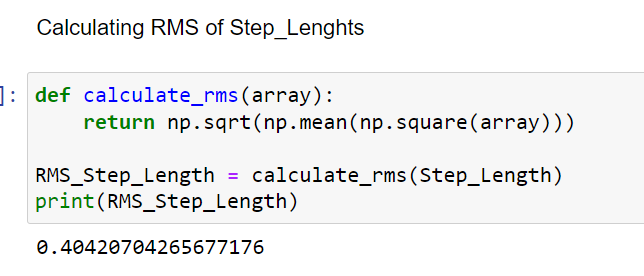 Calculating RMS of Step_Lenghts
]: def calculate_rms(array):
    return np.sqrt(np.mean(np.square(array)))
RMS_Step_Length = calculate_rms(Step_Length)
print(RMS_Step_Length)
0.40420704265677176